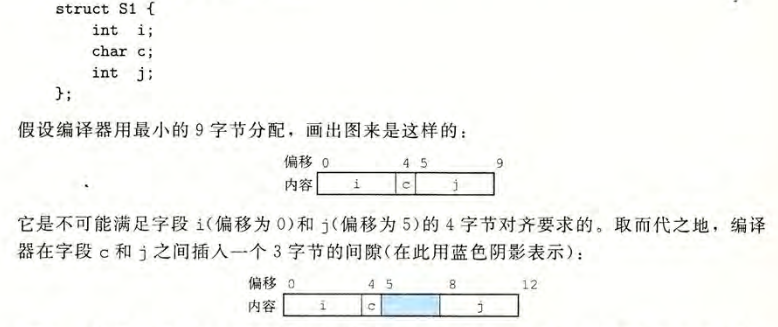 struct S1 {
int i;
char c;
int j;
};
假设编译器用最小的 9 字节分配，画出图来是这样的：
偏移 0 4 5 9
内容 i c j
它是不可能满足字段 i(偏移为 0)和 j(偏移为 5)的 4 字节对齐要求的。取而代之地，编译
器在字段 c 和 j 之间插入一个 3 字节的间隙(在此用蓝色阴影表示)：
偏移 0 4 5 8 12
内容 i c j